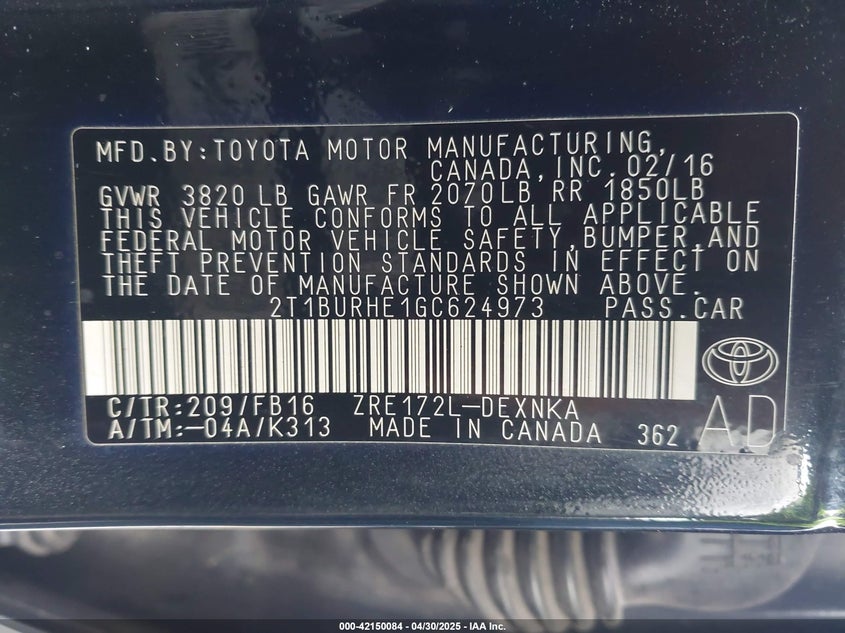 MFD.BY:TOYOTA MOTOR MANUFACTURING,
CANADA,INC. 02/16
GVWR 3820 LB GAWR FR 2070LB RR 1850LB
THIS VEHICLE CONFORMS TO ALL APPLICABLE
FEDERAL MOTOR VEHICLE SAFETY,BUMPER,AND
THEFT PREVENTION STANDARDS IN EFFECT ON
THE DATE OF MANUFACTURE SHOWN ABOVE.
2T1BURHE1GC624973 PASS.CAR
C/TR:209/FB16 ZRE172L-DEXNKA
A/TM:-04A/K313 MADE IN CANADA 362 AD
000-42150084 - 04/30/2025 - IAA Inc.